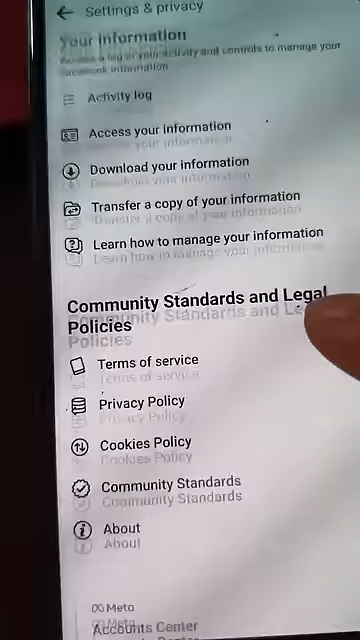 Settings & privacy
Your information
Access a log of your activity and controls to manage your
Facebook information
Activity log
Access your information
Download your information
Transfer a copy of your information
Learn how to manage your information
Community Standards and Legal
Policies
Terms of service
Privacy Policy
Cookies Policy
Community Standards
About
Meta
Accounts Center